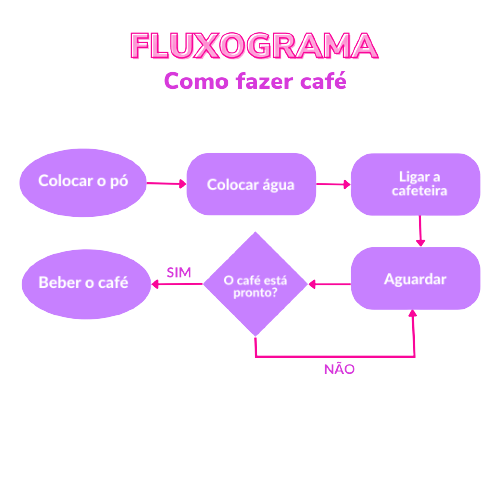 FLUXOGRAMA
Como fazer café
Colocar o pó
Colocar água
Ligar a
cafeteira
Aguardar
O café está
pronto?
SIM
Beber o café
NÃO